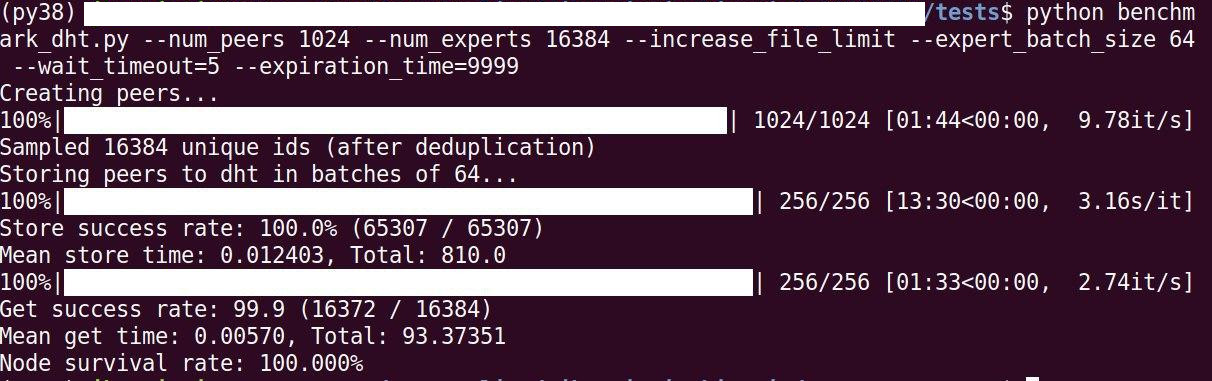 (py38) /tests$ python benchm
ark_dht.py --num_peers 1024 --num_experts 16384 --increase_file_limit --expert_batch_size 64
--wait_timeout=5 --expiration_time=9999
Creating peers...
100%| | 1024/1024 [01:44<00:00,  9.78it/s]
Sampled 16384 unique ids (after deduplication)
Storing peers to dht in batches of 64...
100%| | 256/256 [13:30<00:00,  3.16s/it]
Store success rate: 100.0% (65307 / 65307)
Mean store time: 0.012403, Total: 810.0
100%| | 256/256 [01:33<00:00,  2.74it/s]
Get success rate: 99.9 (16372 / 16384)
Mean get time: 0.00570, Total: 93.37351
Node survival rate: 100.000%